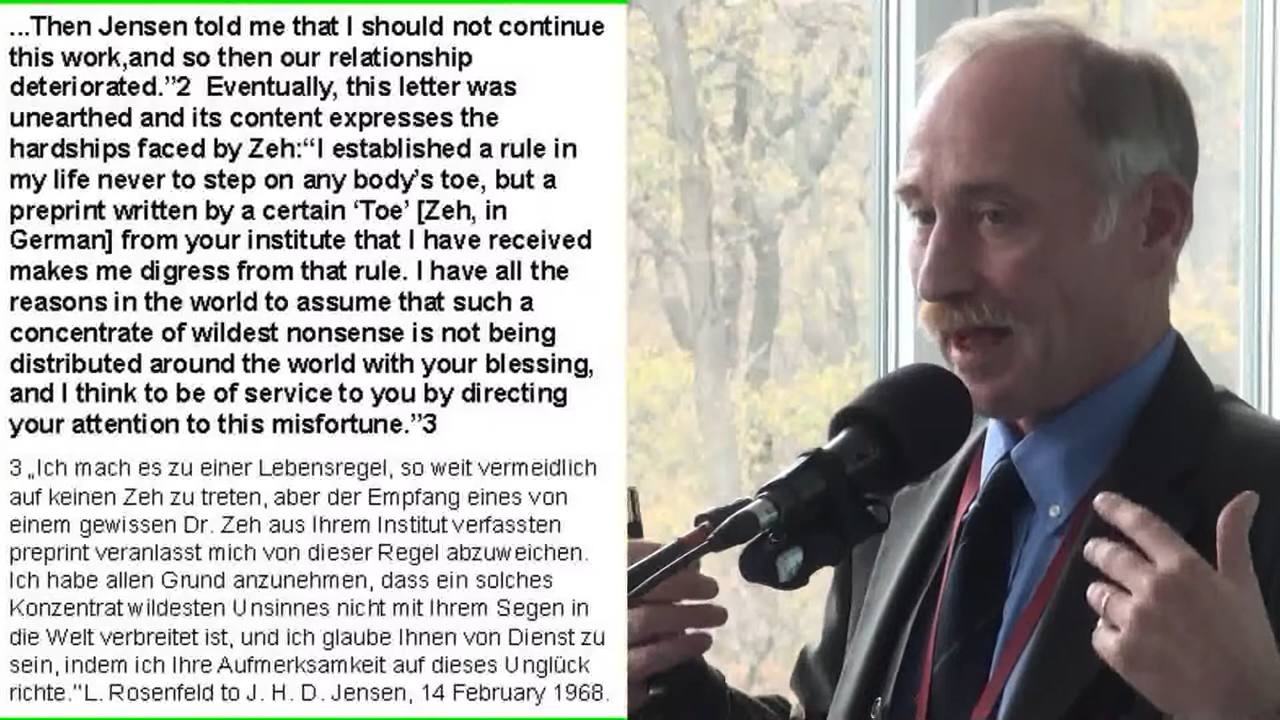 ...Then Jensen told me that I should not continue
this work,and so then our relationship
deteriorated.”2 Eventually, this letter was
unearthed and its content expresses the
hardships faced by Zeh:“I established a rule in
my life never to step on any body’s toe, but a
preprint written by a certain ‘Toe’ [Zeh, in
German] from your institute that I have received
makes me digress from that rule. I have all the
reasons in the world to assume that such a
concentrate of wildest nonsense is not being
distributed around the world with your blessing,
and I think to be of service to you by directing
your attention to this misfortune.”3
3 „Ich mach es zu einer Lebensregel, so weit vermeidlich
auf keinen Zeh zu treten, aber der Empfang eines von
einem gewissen Dr. Zeh aus Ihrem Institut verfassten
preprint veranlasst mich von dieser Regel abzuweichen.
Ich habe allen Grund anzunehmen, dass ein solches
Konzentrat wildesten Unsinnes nicht mit Ihrem Segen in
die Welt verbreitet ist, und ich glaube Ihnen von Dienst zu
sein, indem ich Ihre Aufmerksamkeit auf dieses Unglück
richte.“L. Rosenfeld to J. H. D. Jensen, 14 February 1968.